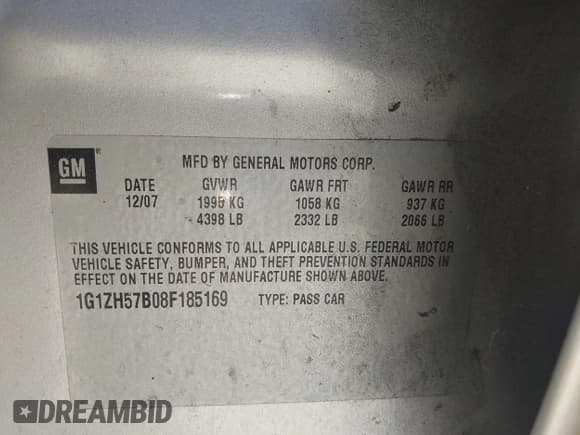 GM
MFD BY GENERAL MOTORS CORP.
DATE GVWR GAWR FRT GAWR RR
12/07 1995 KG 1058 KG 937 KG
4398 LB 2332 LB 2066 LB
THIS VEHICLE CONFORMS TO ALL APPLICABLE U.S. FEDERAL MOTOR
VEHICLE SAFETY, BUMPER, AND THEFT PREVENTION STANDARDS IN
EFFECT ON THE DATE OF MANUFACTURE SHOWN ABOVE.
1G1ZH57B08F185169 TYPE: PASS CAR
DREAMBID